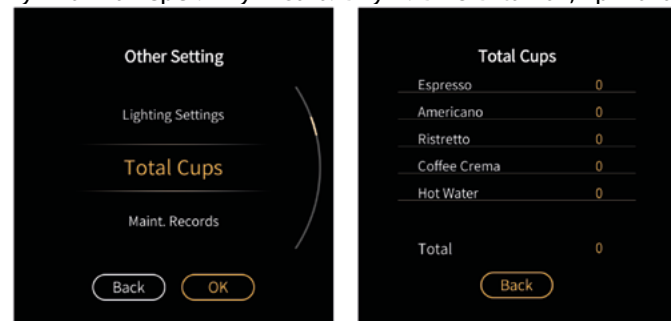 Other Setting
Lighting Settings
Total Cups
Maint. Records
Back OK
Total Cups
Espresso 0
Americano 0
Ristretto 0
Coffee Crema 0
Hot Water 0
Total 0
Back